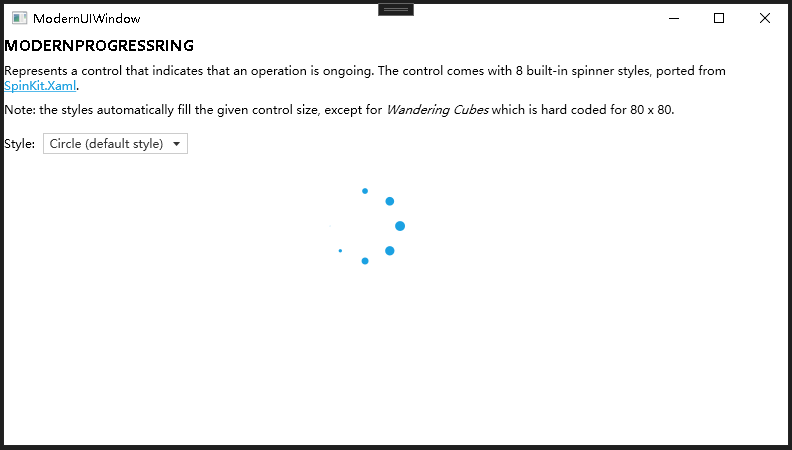 ModernUIWindow
MODERNPROGRESSRING
Represents a control that indicates that an operation is ongoing. The control comes with 8 built-in spinner styles, ported from
SpinKit.Xaml.
Note: the styles automatically fill the given control size, except for Wandering Cubes which is hard coded for 80 x 80.
Style: Circle (default style)